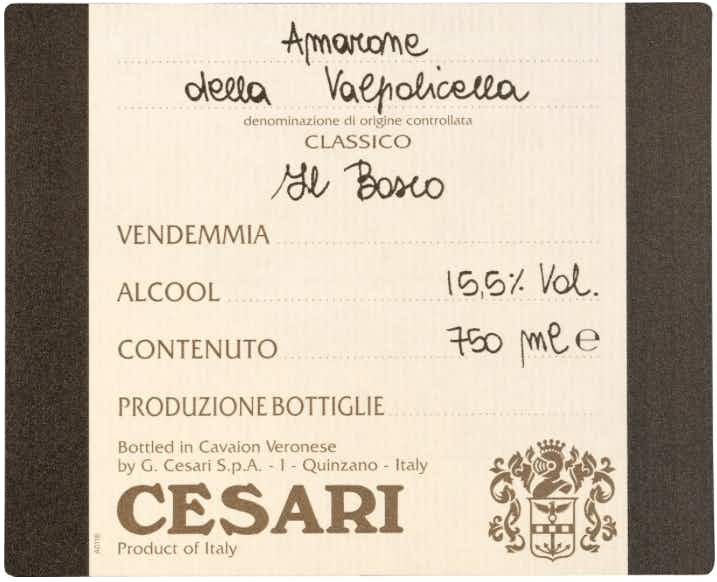 Amarone
della Valpolicella
denominazione di origine controllata
CLASSICO
Il Bosco
VENDEMMIA
ALCOOL 15,5% Vol.
CONTENUTO 750 ml e
PRODUZIONE BOTTIGLIE
Bottled in Cavaion Veronese
by G. Cesari S.p.A. - I - Quinzano - Italy
CESARI
Product of Italy
A0116